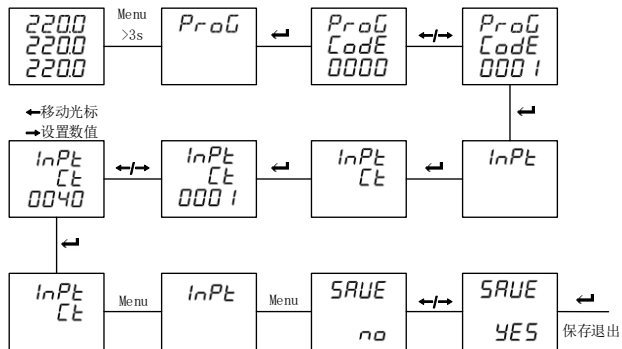 220.0
220.0
220.0
Menu
>3s
ProG
ProG
CodE
0000
ProG
CodE
0001
←移动光标
→设置数值
InPt
Ct
0040
InPt
Ct
0001
InPt
Ct
InPt
InPt
Ct
Menu
InPt
Menu
SAUE
no
SAUE
YES
保存退出